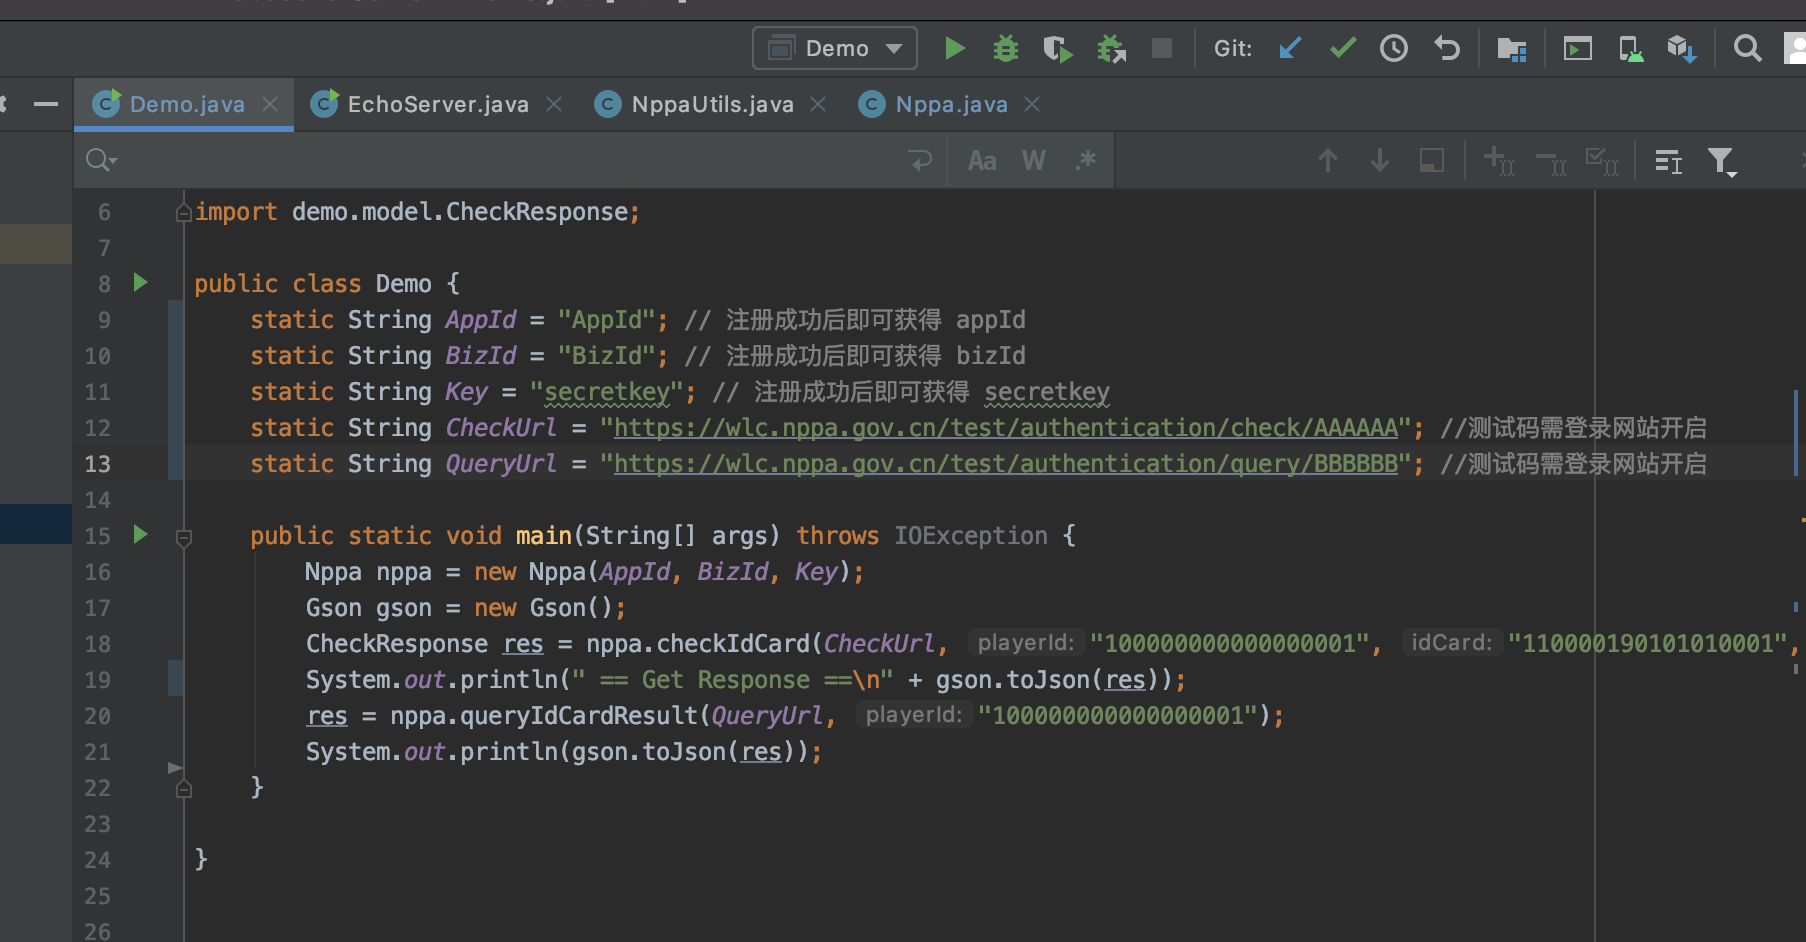 Demo Git:
Demo.java EchoServer.java NppaUtils.java Nppa.java
Aa W .*
6 import demo.model.CheckResponse;
7
8 public class Demo {
9 static String AppId = "AppId"; // 注册成功后即可获得 appId
10 static String BizId = "BizId"; // 注册成功后即可获得 bizId
11 static String Key = "secretkey"; // 注册成功后即可获得 secretkey
12 static String CheckUrl = "https://wlc.nppa.gov.cn/test/authentication/check/AAAAAA"; //测试码需登录网站开启
13 static String QueryUrl = "https://wlc.nppa.gov.cn/test/authentication/query/BBBBBB"; //测试码需登录网站开启
14
15 public static void main(String[] args) throws IOException {
16 Nppa nppa = new Nppa(AppId, BizId, Key);
17 Gson gson = new Gson();
18 CheckResponse res = nppa.checkIdCard(CheckUrl, playerId: "100000000000000001", idCard: "110000190101010001",
19 System.out.println(" == Get Response ==\n" + gson.toJson(res));
20 res = nppa.queryIdCardResult(QueryUrl, playerId: "100000000000000001");
21 System.out.println(gson.toJson(res));
22 }
23
24 }
25
26